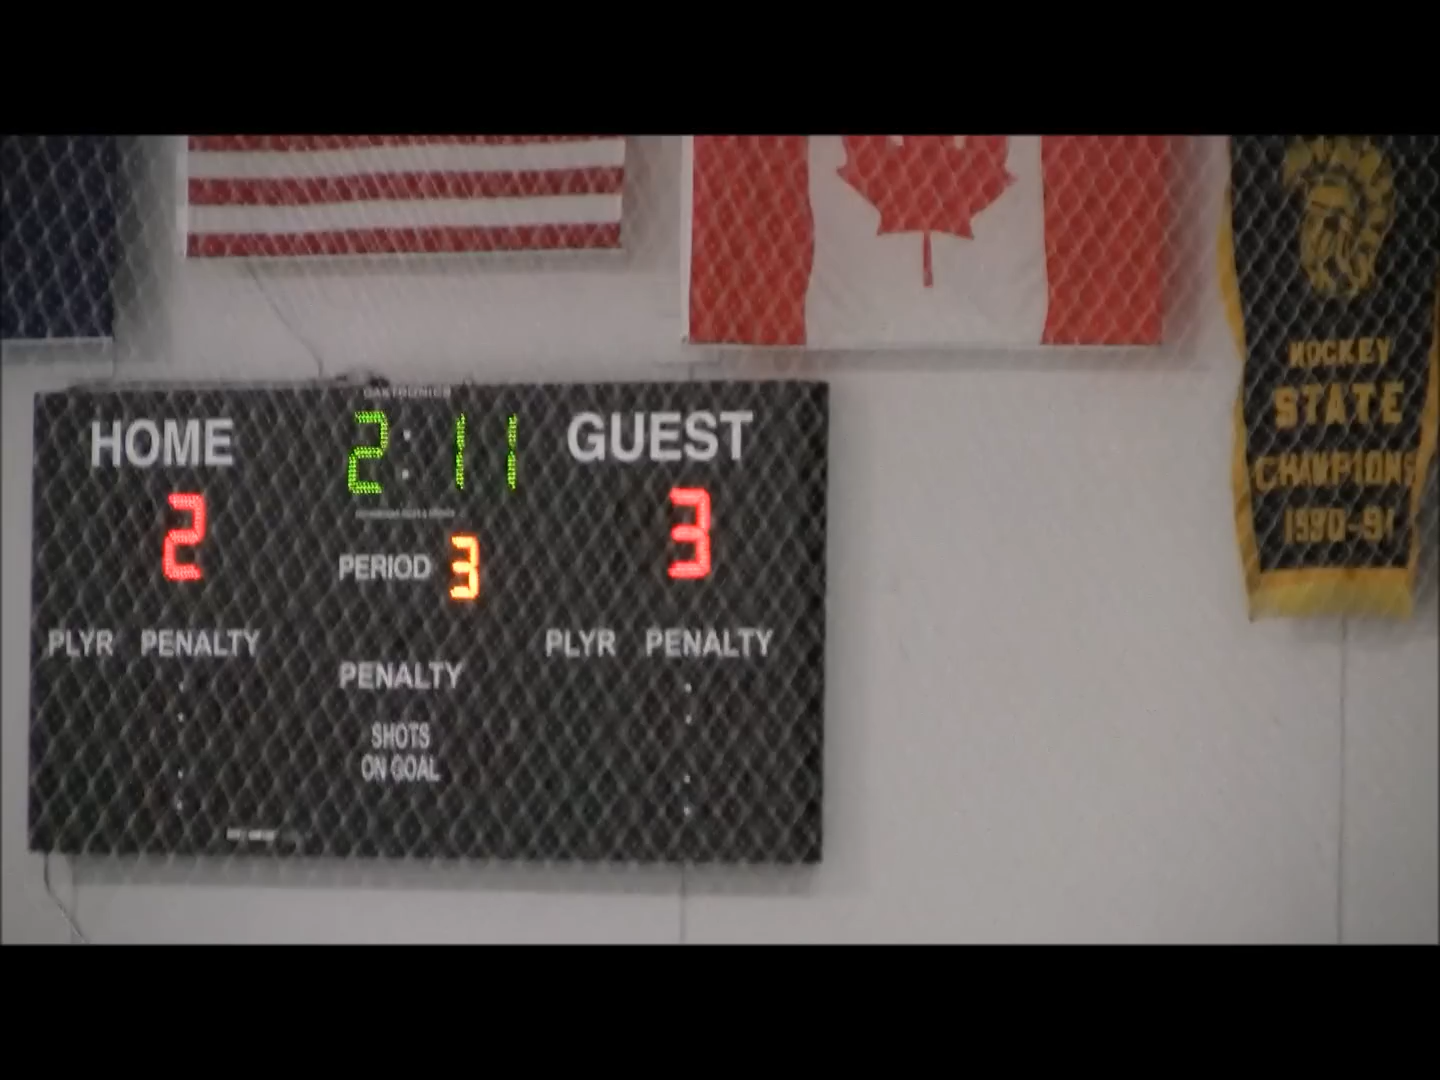 HOCKEY
STATE
CHAMPIONS
1990-91
DAKTRONICS
HOME 2:11 GUEST
2 3
PERIOD 3
PLYR PENALTY PLYR PENALTY
PENALTY
SHOTS
ON GOAL